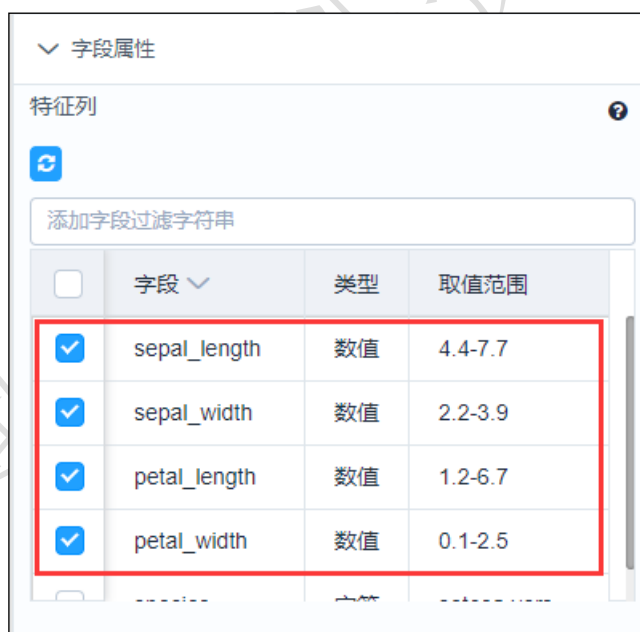 字段属性
特征列
添加字段过滤字符串
字段 类型 取值范围
sepal_length 数值 4.4-7.7
sepal_width 数值 2.2-3.9
petal_length 数值 1.2-6.7
petal_width 数值 0.1-2.5